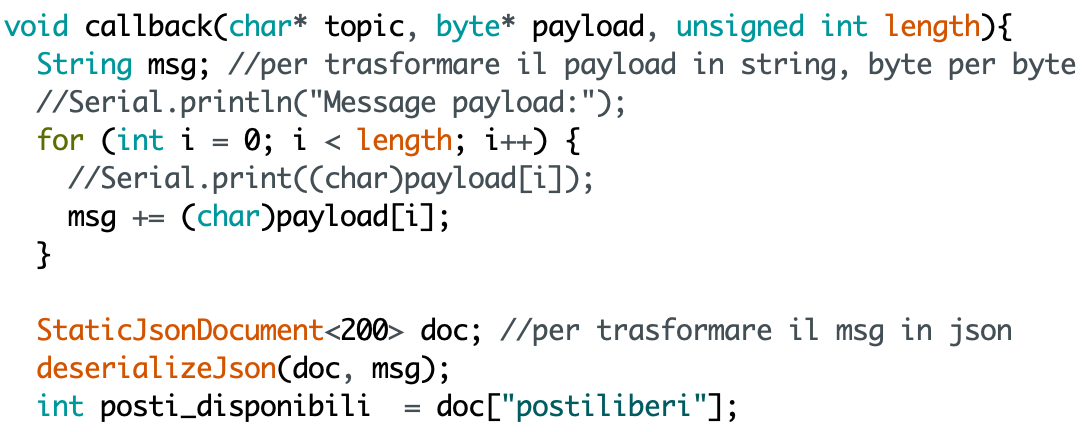 void callback(char* topic, byte* payload, unsigned int length){
  String msg; //per trasformare il payload in string, byte per byte
  //Serial.println("Message payload:");
  for (int i = 0; i < length; i++) {
    //Serial.print((char)payload[i]);
    msg += (char)payload[i];
  }

  StaticJsonDocument<200> doc; //per trasformare il msg in json
  deserializeJson(doc, msg);
  int posti_disponibili  = doc["postiliberi"];